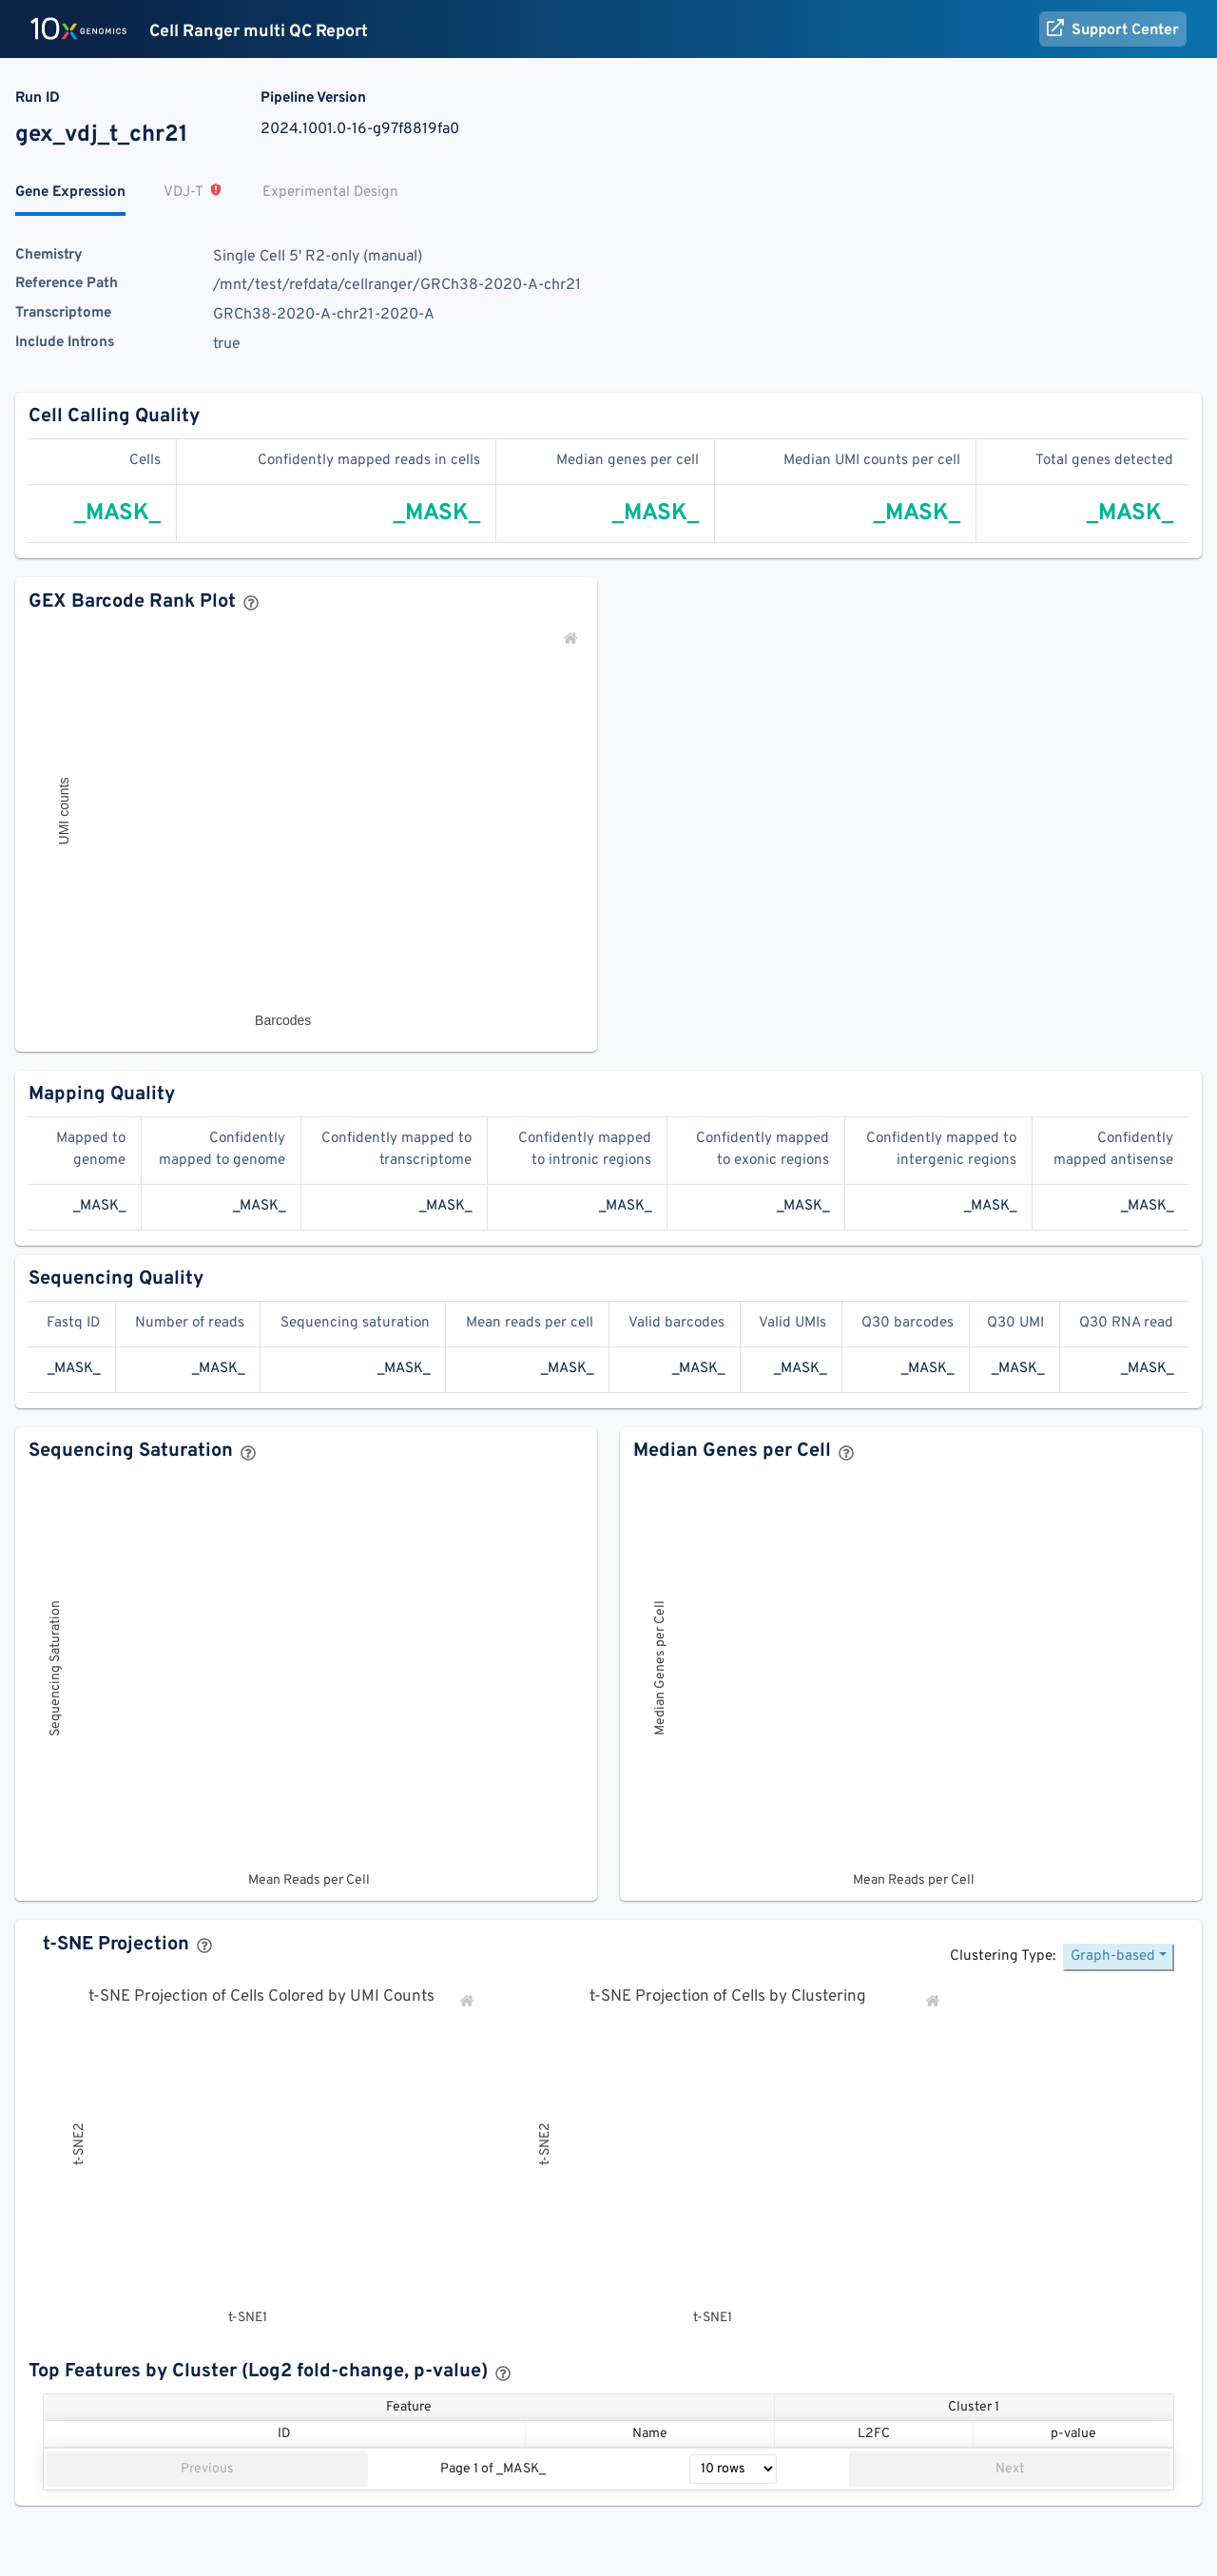 10x GENOMICS Cell Ranger multi QC Report Support Center
Run ID Pipeline Version
gex_vdj_t_chr21 2024.1001.0-16-g97f8819fa0
Gene Expression VDJ-T Experimental Design
Chemistry Single Cell 5' R2-only (manual)
Reference Path /mnt/test/refdata/cellranger/GRCh38-2020-A-chr21
Transcriptome GRCh38-2020-A-chr21-2020-A
Include Introns true
Cell Calling Quality
Cells Confidently mapped reads in cells Median genes per cell Median UMI counts per cell Total genes detected
_MASK_ _MASK_ _MASK_ _MASK_ _MASK_
GEX Barcode Rank Plot
UMI counts
Barcodes
Mapping Quality
Mapped to Confidently Confidently mapped to Confidently mapped Confidently mapped Confidently mapped to Confidently
genome mapped to genome transcriptome to intronic regions to exonic regions intergenic regions mapped antisense
_MASK_ _MASK_ _MASK_ _MASK_ _MASK_ _MASK_ _MASK_
Sequencing Quality
Fastq ID Number of reads Sequencing saturation Mean reads per cell Valid barcodes Valid UMIs Q30 barcodes Q30 UMI Q30 RNA read
_MASK_ _MASK_ _MASK_ _MASK_ _MASK_ _MASK_ _MASK_ _MASK_ _MASK_
Sequencing Saturation Median Genes per Cell
Sequencing Saturation Median Genes per Cell
Mean Reads per Cell Mean Reads per Cell
t-SNE Projection
Clustering Type: Graph-based
t-SNE Projection of Cells Colored by UMI Counts t-SNE Projection of Cells by Clustering
t-SNE2 t-SNE2
t-SNE1 t-SNE1
Top Features by Cluster (Log2 fold-change, p-value)
Feature Cluster 1
ID Name L2FC p-value
Previous Page 1 of _MASK_ 10 rows Next